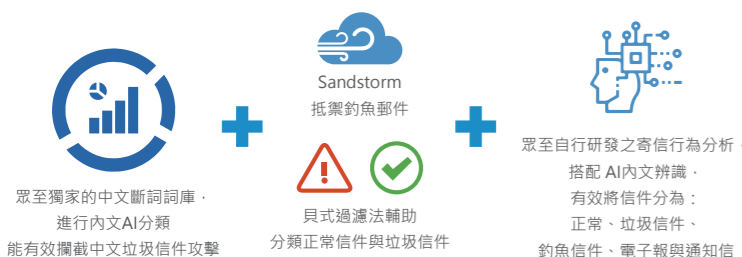 眾至獨家的中文斷詞詞庫，
進行內文AI分類
能有效攔截中文垃圾信件攻擊
Sandstorm
抵禦釣魚郵件
貝式過濾法輔助
分類正常信件與垃圾信件
眾至自行研發之寄信行為分析，
搭配 AI內文辨識，
有效將信件分為：
正常、垃圾信件、
釣魚信件、電子報與通知信